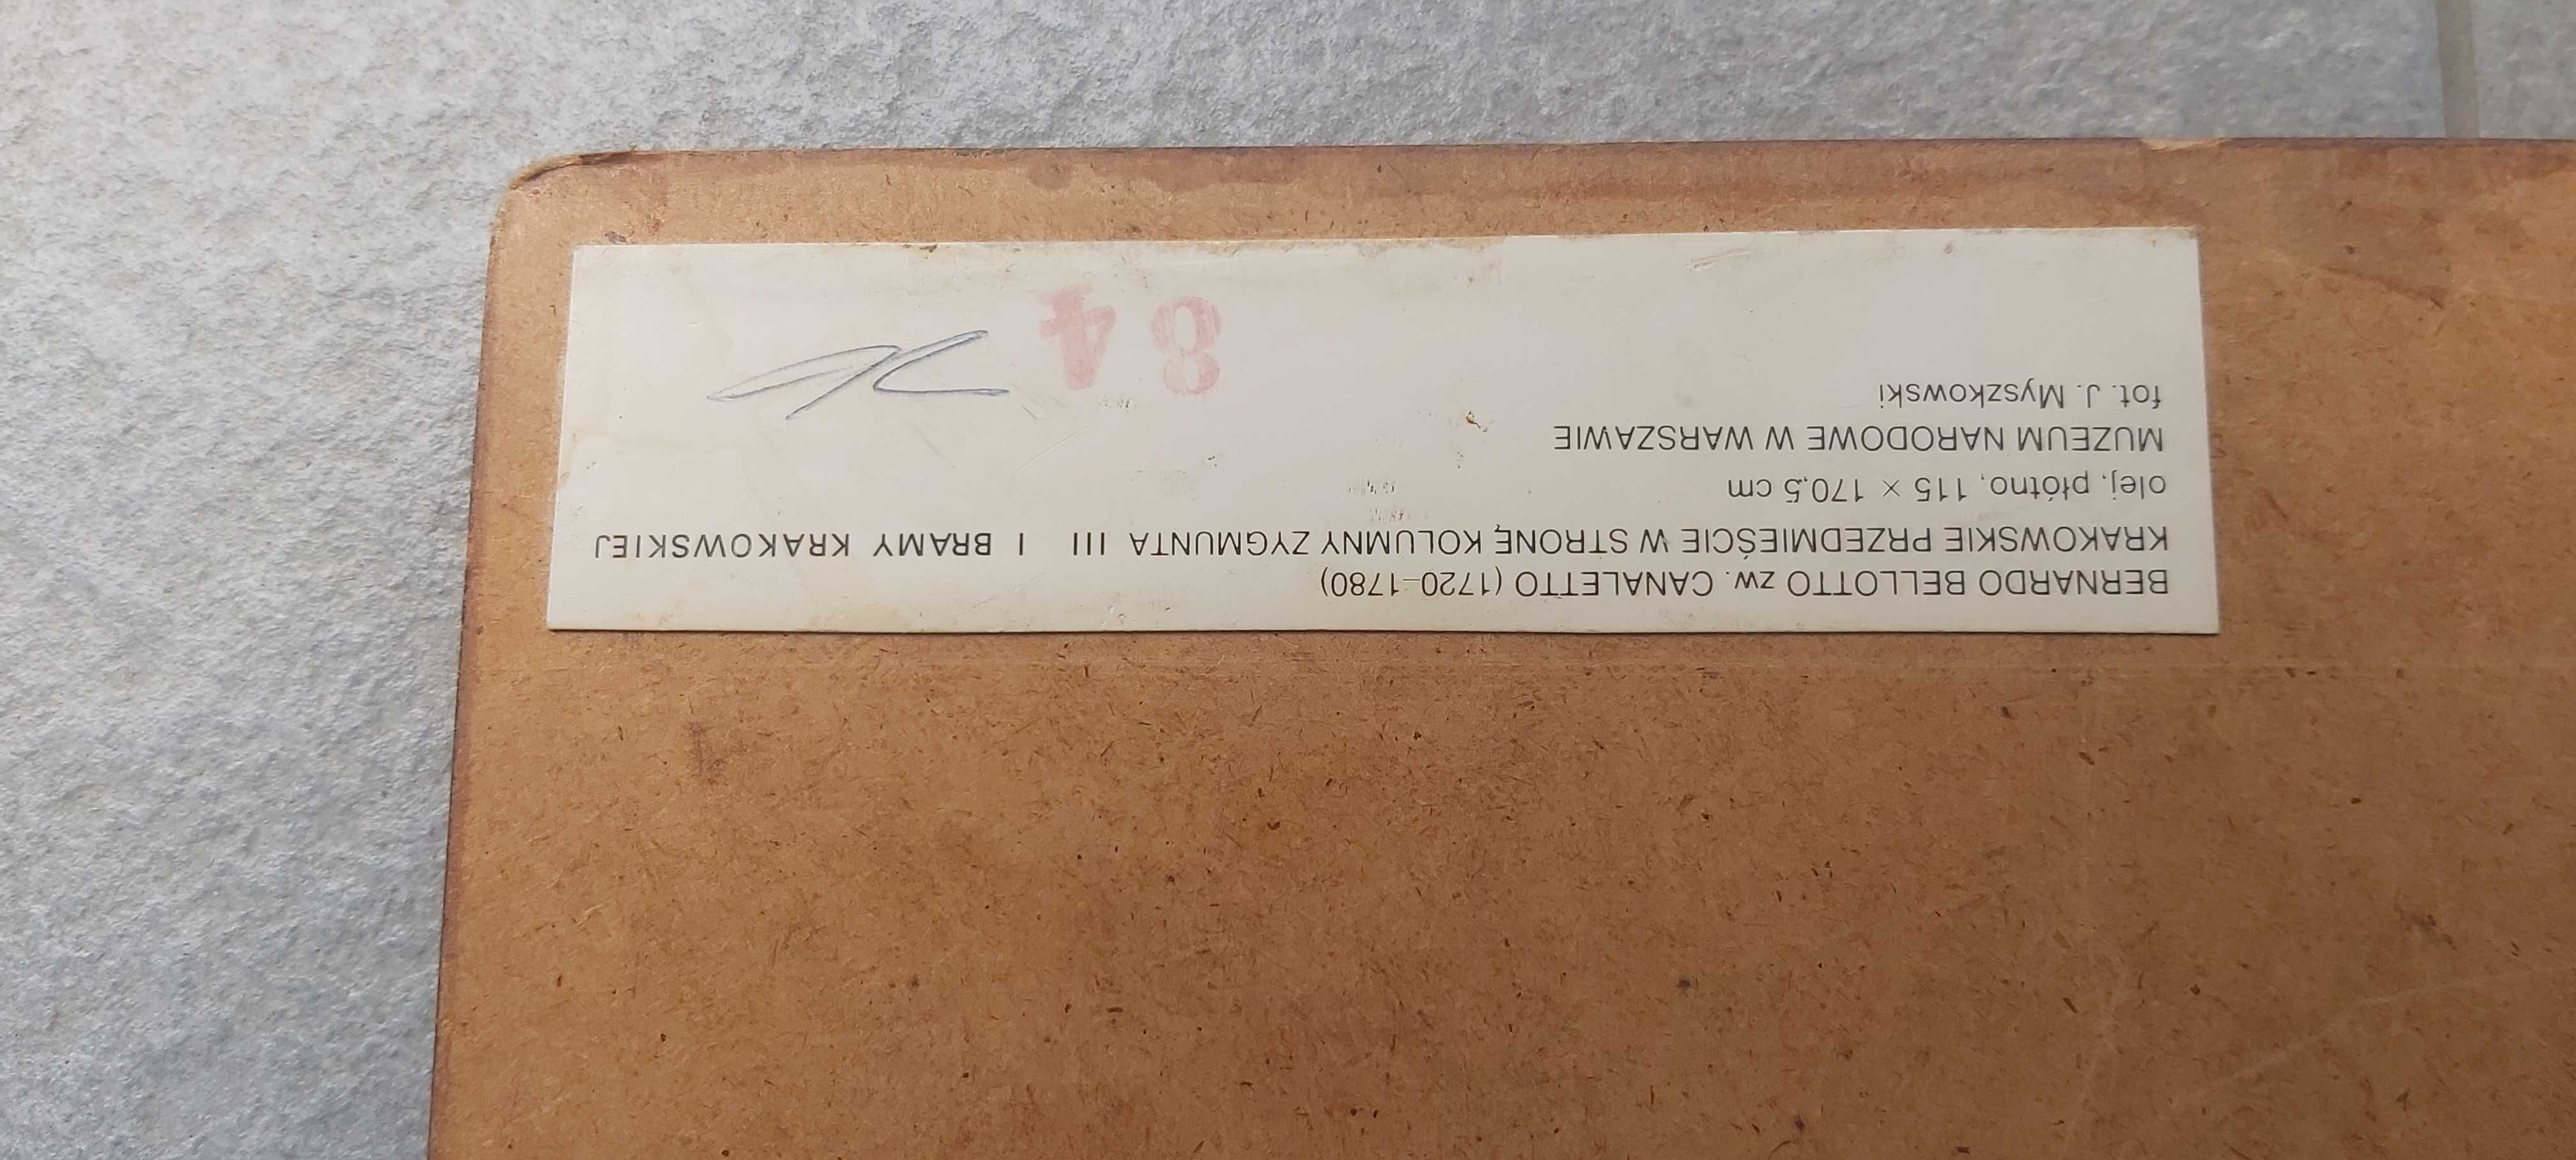 BERNARDO BELLOTTO zw. CANALETTO (1720–1780)
KRAKOWSKIE PRZEDMIEŚCIE W STRONĘ KOLUMNY ZYGMUNTA III I BRAMY KRAKOWSKIEJ
olej, płótno, 115 × 170,5 cm
MUZEUM NARODOWE W WARSZAWIE
fot. J. Myszkowski
84